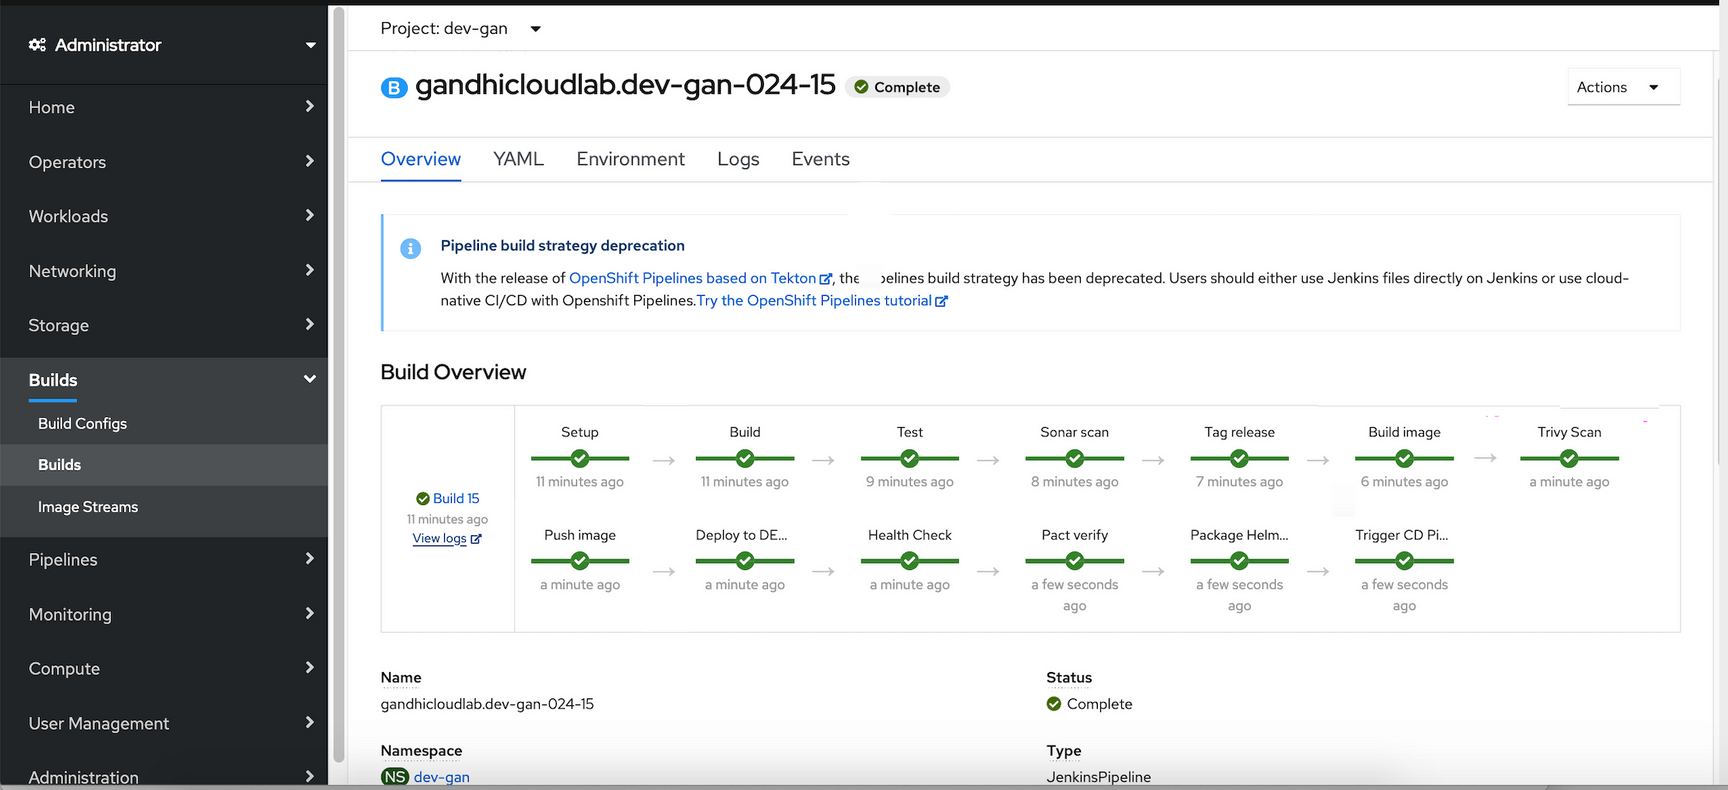 Administrator
Home
Operators
Workloads
Networking
Storage
Builds
Build Configs
Builds
Image Streams
Pipelines
Monitoring
Compute
User Management
Administration
Project: dev-gan
B gandhicloudlab.dev-gan-024-15 Complete
Actions
Overview YAML Environment Logs Events
Pipeline build strategy deprecation
With the release of OpenShift Pipelines based on Tekton, the elines build strategy has been deprecated. Users should either use Jenkins files directly on Jenkins or use cloud-
native CI/CD with Openshift Pipelines.Try the OpenShift Pipelines tutorial
Build Overview
Build 15
11 minutes ago
View logs
Setup Build Test Sonar scan Tag release Build image Trivy Scan
11 minutes ago 11 minutes ago 9 minutes ago 8 minutes ago 7 minutes ago 6 minutes ago a minute ago
Push image Deploy to DE... Health Check Pact verify Package Helm... Trigger CD Pi...
a minute ago a minute ago a minute ago a few seconds a few seconds a few seconds
ago ago ago
Name
gandhicloudlab.dev-gan-024-15
Status
Complete
Namespace
NS dev-gan
Type
JenkinsPipeline